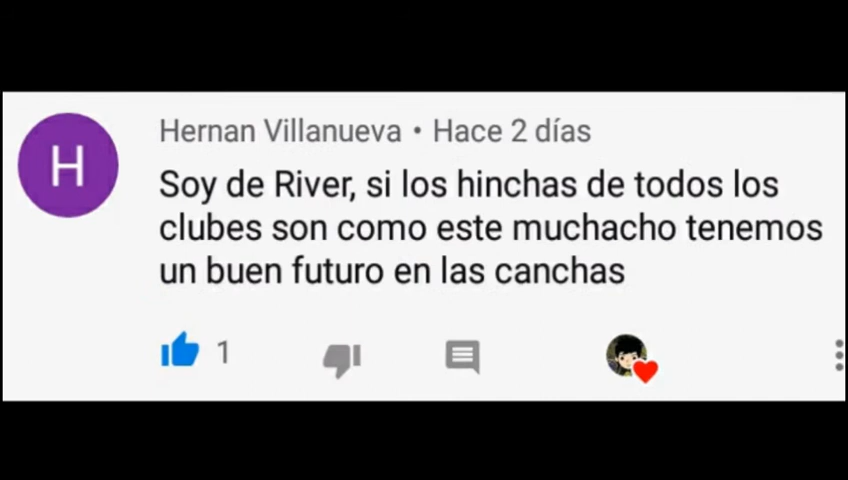 H
Hernan Villanueva • Hace 2 días
Soy de River, si los hinchas de todos los
clubes son como este muchacho tenemos
un buen futuro en las canchas
1